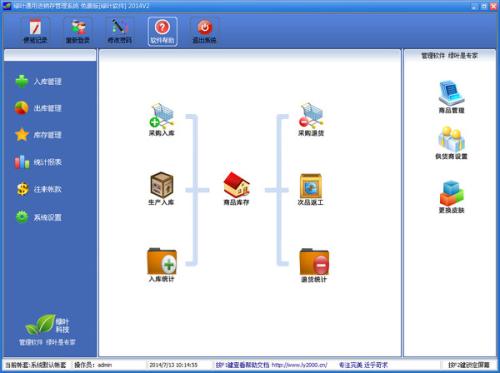 绿叶通用进销存管理系统 免费版[绿叶软件] 2014V2
便笺记录 重新登录 修改密码 软件帮助 退出系统
管理软件 绿叶是专家
入库管理
出库管理
库存管理
统计报表
往来帐款
系统设置
采购入库 采购退货
生产入库 商品库存 次品返工
入库统计 退货统计
商品管理
供货商设置
更换皮肤
绿叶
科技
管理软件 绿叶是专家
当前帐套:系统默认帐套 操作员: admin 2014/7/13 10:14:55 按F1键查看帮助文档 http://www.ly2000.cn/ 专注完美 近乎苛求 按F2键锁定屏幕